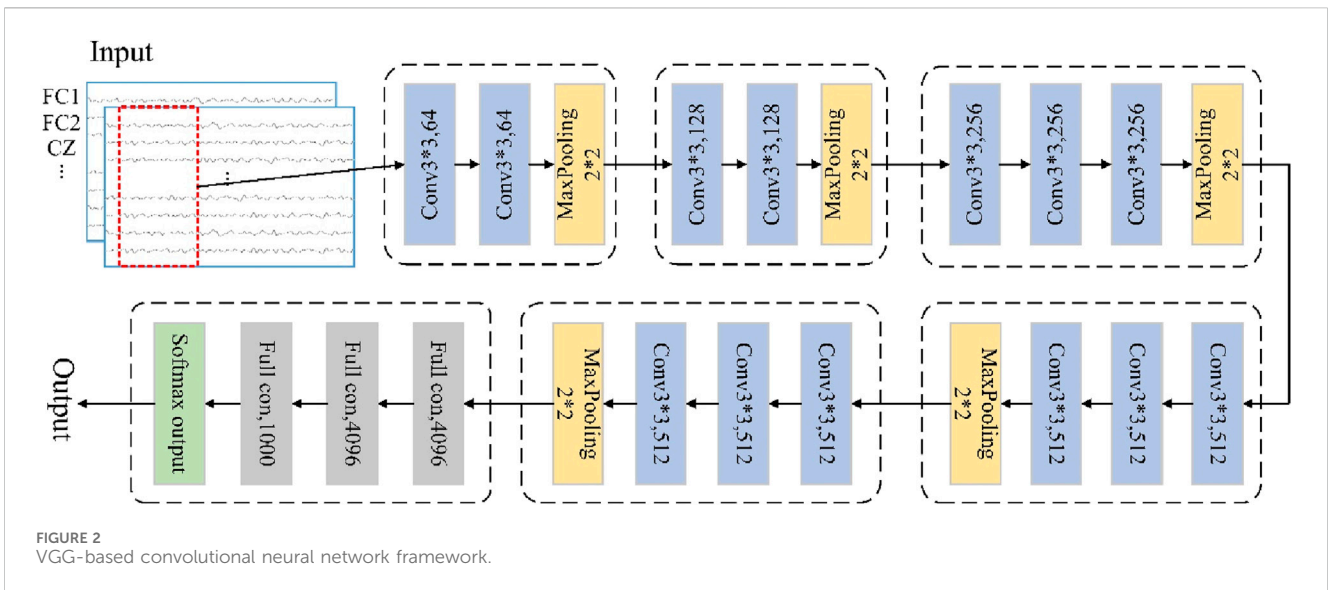 Input
FC1
FC2
CZ
...
...
Conv3*3,64
Conv3*3,64
MaxPooling
2*2
Conv3*3,128
Conv3*3,128
MaxPooling
2*2
Conv3*3,256
Conv3*3,256
Conv3*3,256
MaxPooling
2*2
Conv3*3,512
Conv3*3,512
Conv3*3,512
MaxPooling
2*2
Conv3*3,512
Conv3*3,512
Conv3*3,512
MaxPooling
2*2
Full con,4096
Full con,4096
Full con,1000
Softmax output
Output
FIGURE 2
VGG-based convolutional neural network framework.